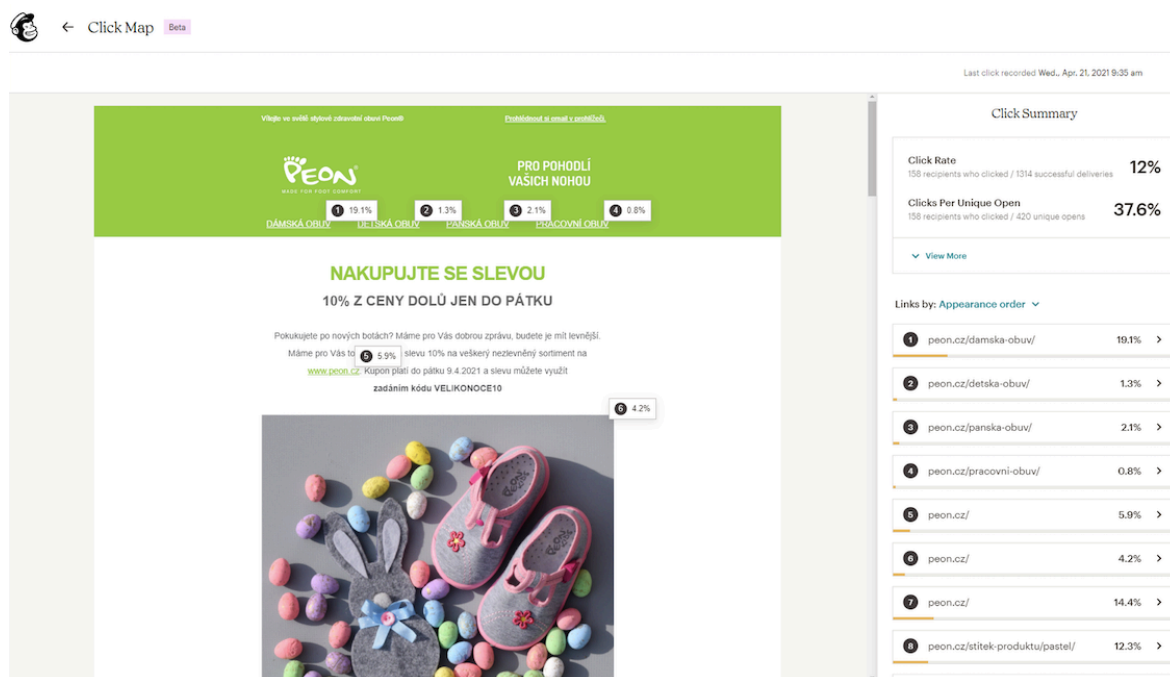 Click Map Beta
Last click recorded Wed., Apr. 21, 2021 9:35 am
Vítejte ve světě stylové zdravotní obuvi Peon®
Prohlédnout si email v prohlížeči.
PEON®
MADE FOR FOOT COMFORT
PRO POHODLÍ
VAŠICH NOHOU
1 19.1%
2 1.3%
3 2.1%
4 0.8%
DÁMSKÁ OBUV DĚTSKÁ OBUV PÁNSKÁ OBUV PRACOVNÍ OBUV
NAKUPUJTE SE SLEVOU
10% Z CENY DOLŮ JEN DO PÁTKU
Pokukujete po nových botách? Máme pro Vás dobrou zprávu, budete je mít levnější.
Máme pro Vás to 5 5.9% slevu 10% na veškerý nezlevněný sortiment na
www.peon.cz. Kupon platí do pátku 9.4.2021 a slevu můžete využít
zadáním kódu VELIKONOCE10
6 4.2%
Click Summary
Click Rate
158 recipients who clicked / 1314 successful deliveries
12%
Clicks Per Unique Open
158 recipients who clicked / 420 unique opens
37.6%
View More
Links by: Appearance order
1 peon.cz/damska-obuv/ 19.1%
2 peon.cz/detska-obuv/ 1.3%
3 peon.cz/panska-obuv/ 2.1%
4 peon.cz/pracovni-obuv/ 0.8%
5 peon.cz/ 5.9%
6 peon.cz/ 4.2%
7 peon.cz/ 14.4%
8 peon.cz/stitek-produktu/pastel/ 12.3%